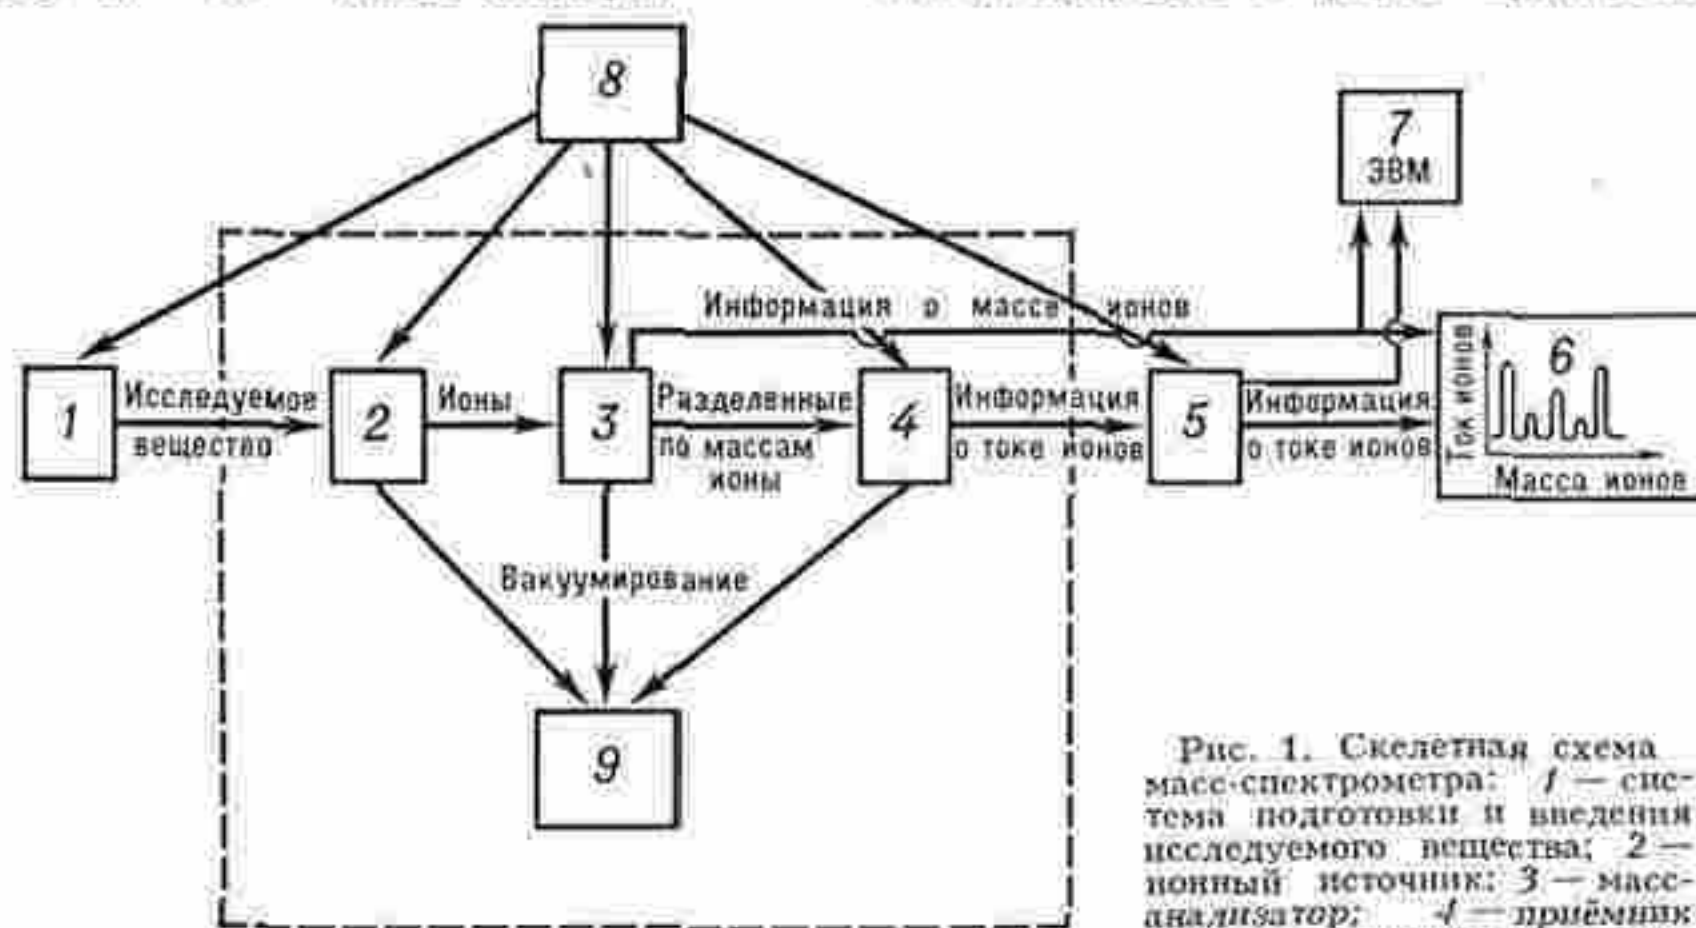 8
7
ЭВМ
Информация о массе ионов
1
Исследуемое
вещество
2
Ионы
3
Разделенные
по массам
ионы
4
Информация
о токе ионов
5
Информация
о токе ионов
Ток ионов
6
Масса ионов
Вакуумирование
9
Рис. 1. Скелетная схема
масс-спектрометра: 1 — сис-
тема подготовки и введения
исследуемого вещества; 2 —
ионный источник; 3 — масс-
анализатор; 4 — приёмник